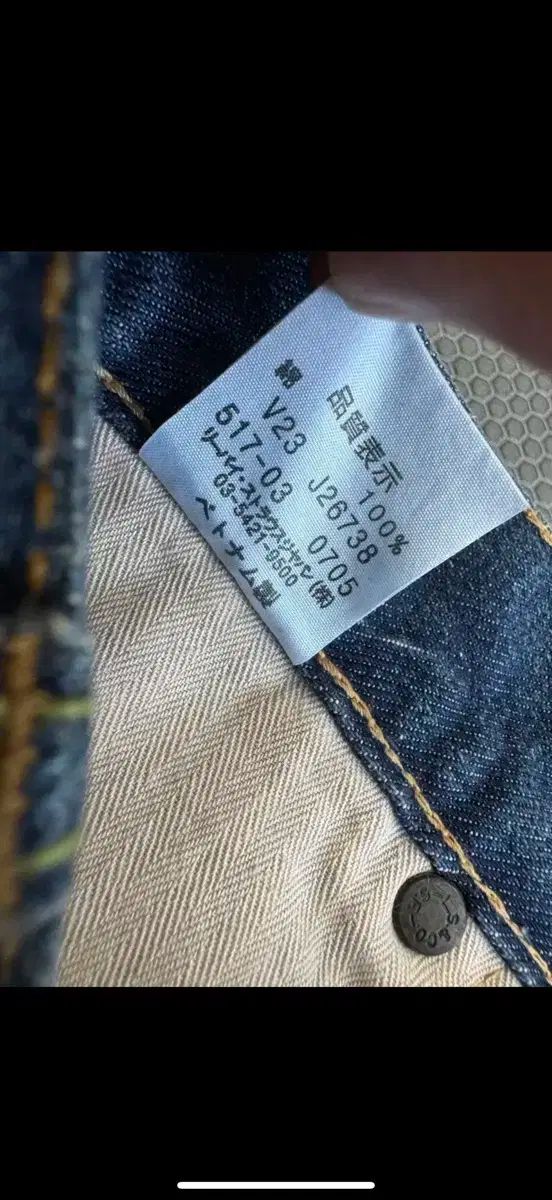 品質表示
綿 100%
V23 J26738
517-03 0705
リーバイ・ストラウスジャパン(株)
03-5421-9500
ベトナム製
L.S.&CO